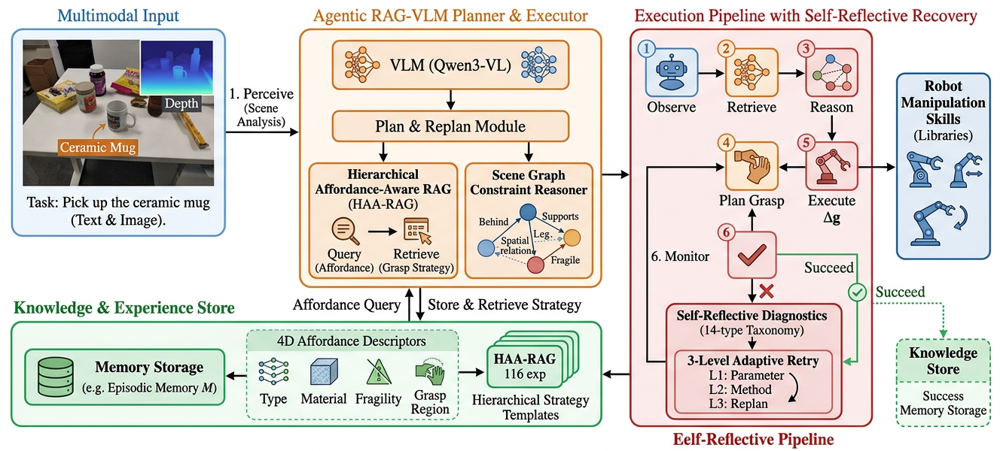 Multimodal Input
Depth
Ceramic Mug
Task: Pick up the ceramic mug
(Text & Image).
1. Perceive
(Scene
Analysis)
Agentic RAG-VLM Planner & Executor
VLM (Qwen3-VL)
Plan & Replan Module
Hierarchical
Affordance-Aware RAG
(HAA-RAG)
Query
(Affordance)
Retrieve
(Grasp Strategy)
Scene Graph
Constraint Reasoner
Behind
Supports
Leg.
Spatial
relation
Fragile
Affordance Query
Store & Retrieve Strategy
Knowledge & Experience Store
Memory Storage
(e.g. Episodic Memory M)
4D Affordance Descriptors
Type
Material
Fragility
Grasp
Region
HAA-RAG
116 exp
Hierarchical Strategy
Templates
Execution Pipeline with Self-Reflective Recovery
1
Observe
2
Retrieve
3
Reason
4
Plan Grasp
5
Execute
Δg
6
6. Monitor
Succeed
Succeed
Self-Reflective Diagnostics
(14-type Taxonomy)
3-Level Adaptive Retry
L1: Parameter
L2: Method
L3: Replan
Eelf-Reflective Pipeline
Robot
Manipulation
Skills
(Libraries)
Knowledge
Store
Success
Memory Storage